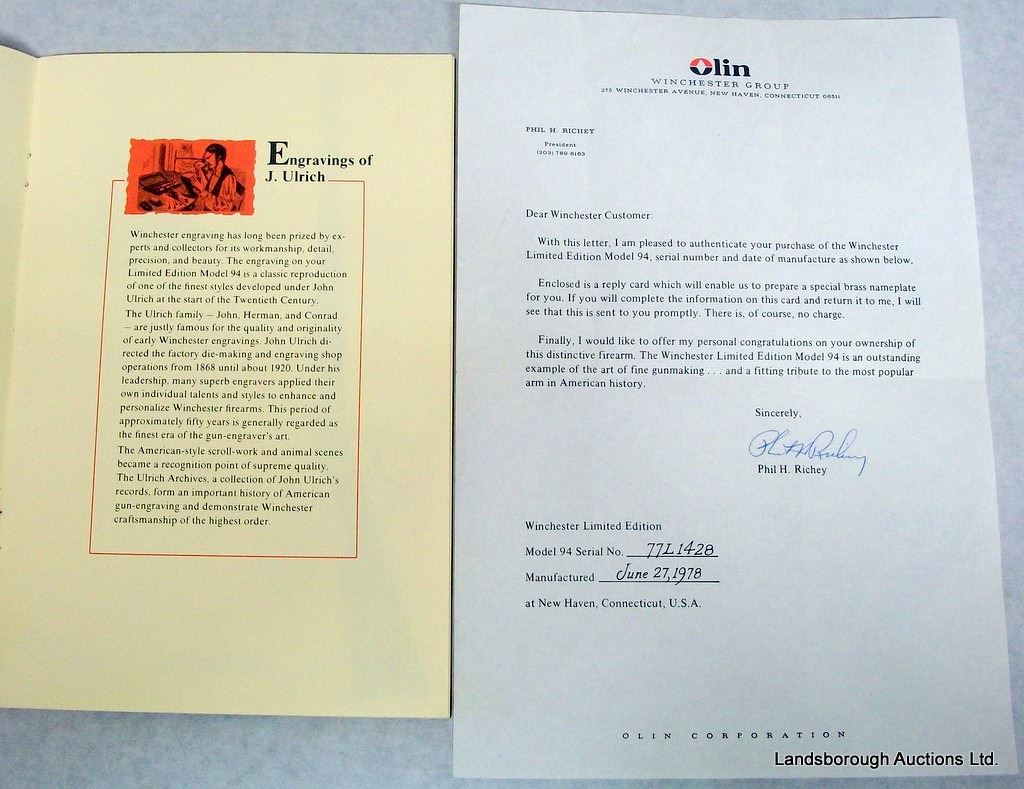 Engravings of
J. Ulrich
Winchester engraving has long been prized by ex-
perts and collectors for its workmanship, detail,
precision, and beauty. The engraving on your
Limited Edition Model 94 is a classic reproduction
of one of the finest styles developed under John
Ulrich at the start of the Twentieth Century.
The Ulrich family — John, Herman, and Conrad
— are justly famous for the quality and originality
of early Winchester engravings. John Ulrich di-
rected the factory die-making and engraving shop
operations from 1868 until about 1920. Under his
leadership, many superb engravers applied their
own individual talents and styles to enhance and
personalize Winchester firearms. This period of
approximately fifty years is generally regarded as
the finest era of the gun-engraver's art.
The American-style scroll-work and animal scenes
became a recognition point of supreme quality.
The Ulrich Archives, a collection of John Ulrich's
records, form an important history of American
gun-engraving and demonstrate Winchester
craftsmanship of the highest order.
Olin
WINCHESTER GROUP
275 WINCHESTER AVENUE, NEW HAVEN, CONNECTICUT 06511
PHIL H. RICHEY
President
(203) 789-6163
Dear Winchester Customer:
With this letter, I am pleased to authenticate your purchase of the Winchester
Limited Edition Model 94, serial number and date of manufacture as shown below.
Enclosed is a reply card which will enable us to prepare a special brass nameplate
for you. If you will complete the information on this card and return it to me, I will
see that this is sent to you promptly. There is, of course, no charge.
Finally, I would like to offer my personal congratulations on your ownership of
this distinctive firearm. The Winchester Limited Edition Model 94 is an outstanding
example of the art of fine gunmaking . . . and a fitting tribute to the most popular
arm in American history.
Sincerely,
Phil H Richey
Phil H. Richey
Winchester Limited Edition
Model 94 Serial No. 77L1428
Manufactured June 27, 1978
at New Haven, Connecticut, U.S.A.
OLIN CORPORATION
Landsborough Auctions Ltd.